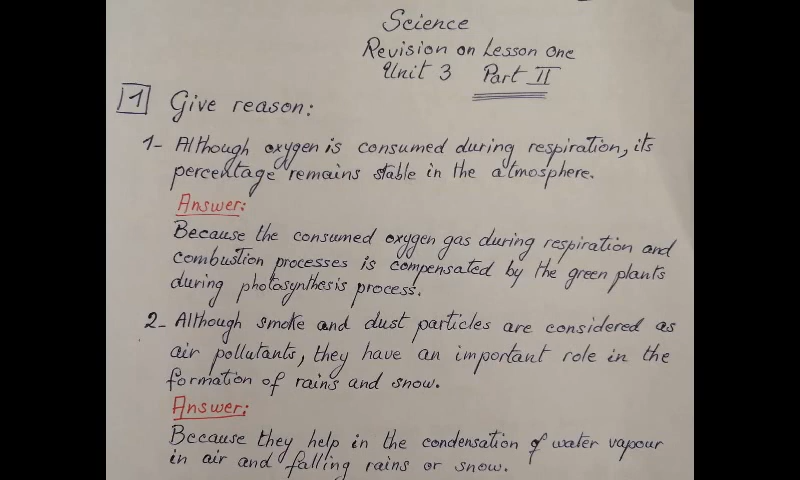 Science
Revision on Lesson One
Unit 3 Part II
1 Give reason:
1- Although oxygen is consumed during respiration, its
percentage remains stable in the atmosphere.
Answer:
Because the consumed oxygen gas during respiration and
combustion processes is compensated by the green plants
during photosynthesis process.
2- Although smoke and dust particles are considered as
air pollutants, they have an important role in the
formation of rains and snow.
Answer:
Because they help in the condensation of water vapour
in air and falling rains or snow.